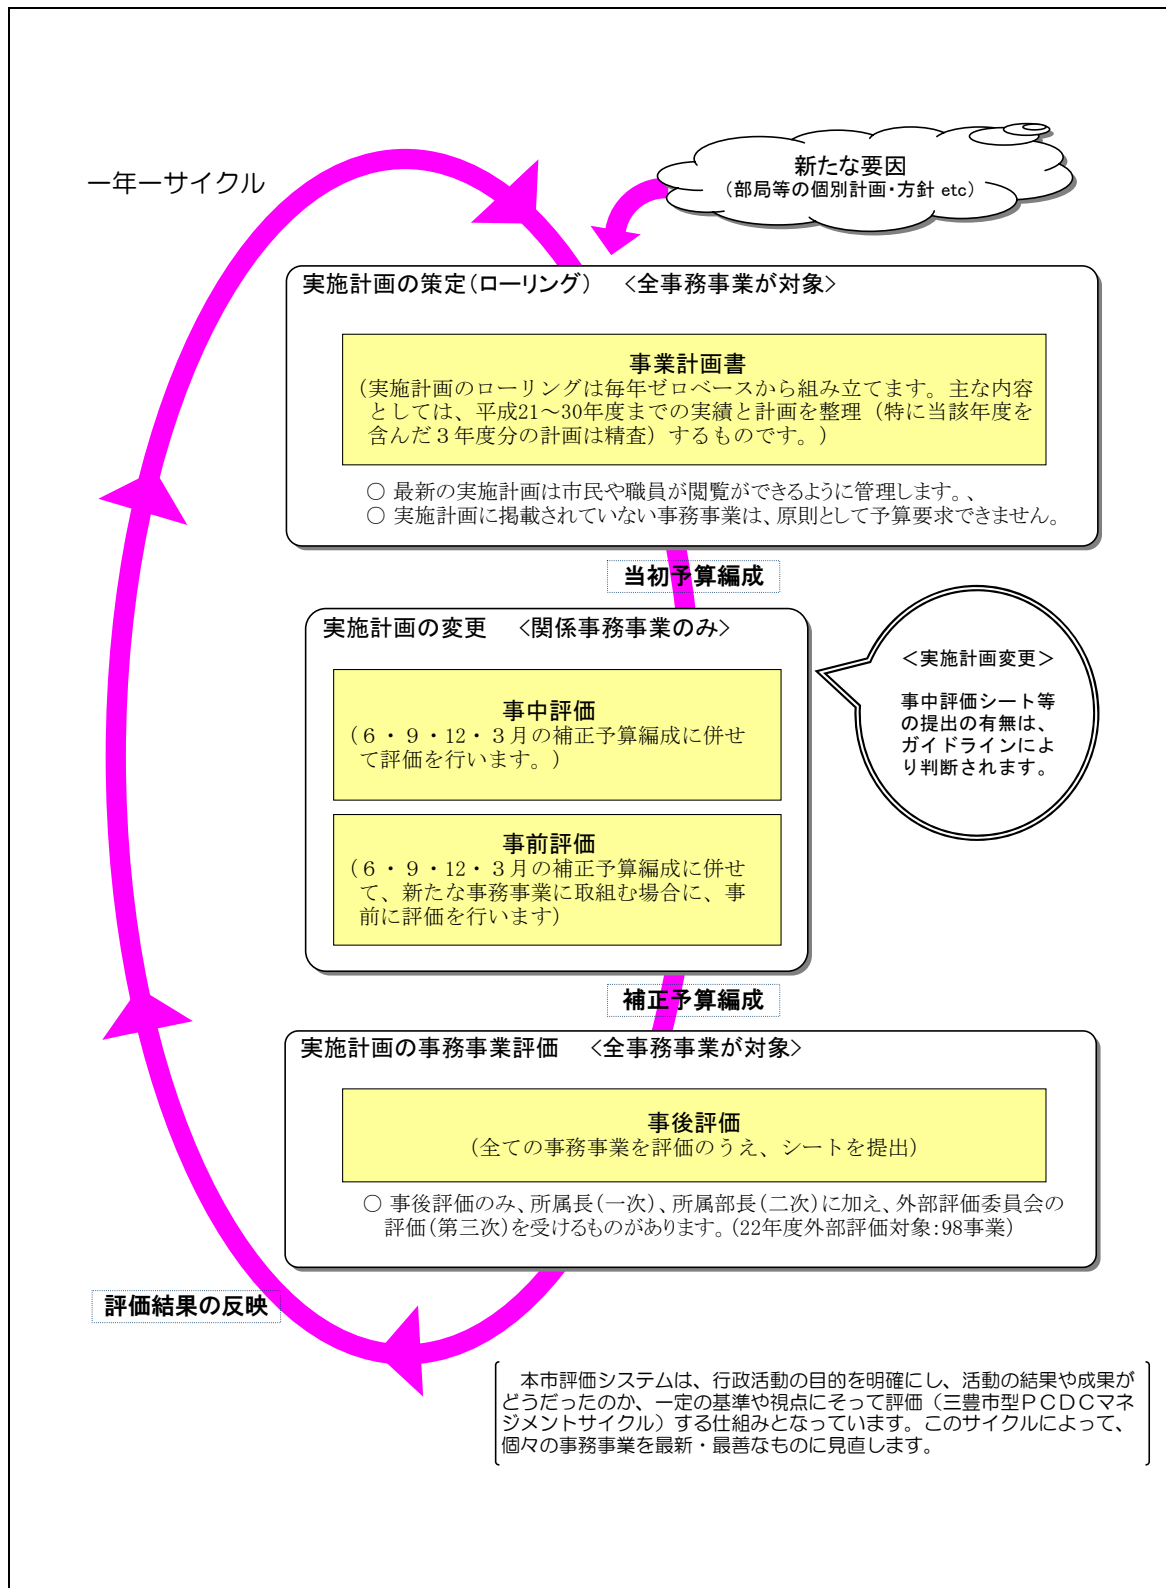 一年一サイクル
新たな要因
(部局等の個別計画・方針 etc)
実施計画の策定(ローリング)　<全事務事業が対象>
事業計画書
(実施計画のローリングは毎年ゼロベースから組み立てます。主な内容
としては、平成21～30年度までの実績と計画を整理（特に当該年度を
含んだ３年度分の計画は精査）するものです。)
○ 最新の実施計画は市民や職員が閲覧ができるように管理します。、
○ 実施計画に掲載されていない事務事業は、原則として予算要求できません。
当初予算編成
実施計画の変更　<関係事務事業のみ>
事中評価
(６・９・12・３月の補正予算編成に併せ
て評価を行います。)
事前評価
(６・９・12・３月の補正予算編成に併せ
て、新たな事務事業に取組む場合に、事
前に評価を行います)
＜実施計画変更＞
事中評価シート等
の提出の有無は、
ガイドラインによ
り判断されます。
補正予算編成
実施計画の事務事業評価　<全事務事業が対象>
事後評価
(全ての事務事業を評価のうえ、シートを提出)
○ 事後評価のみ、所属長(一次)、所属部長(二次)に加え、外部評価委員会の
評価(第三次)を受けるものがあります。(22年度外部評価対象:98事業)
評価結果の反映
本市評価システムは、行政活動の目的を明確にし、活動の結果や成果が
どうだったのか、一定の基準や視点にそって評価（三豊市型ＰＣＤＣマネ
ジメントサイクル）する仕組みとなっています。このサイクルによって、
個々の事務事業を最新・最善なものに見直します。